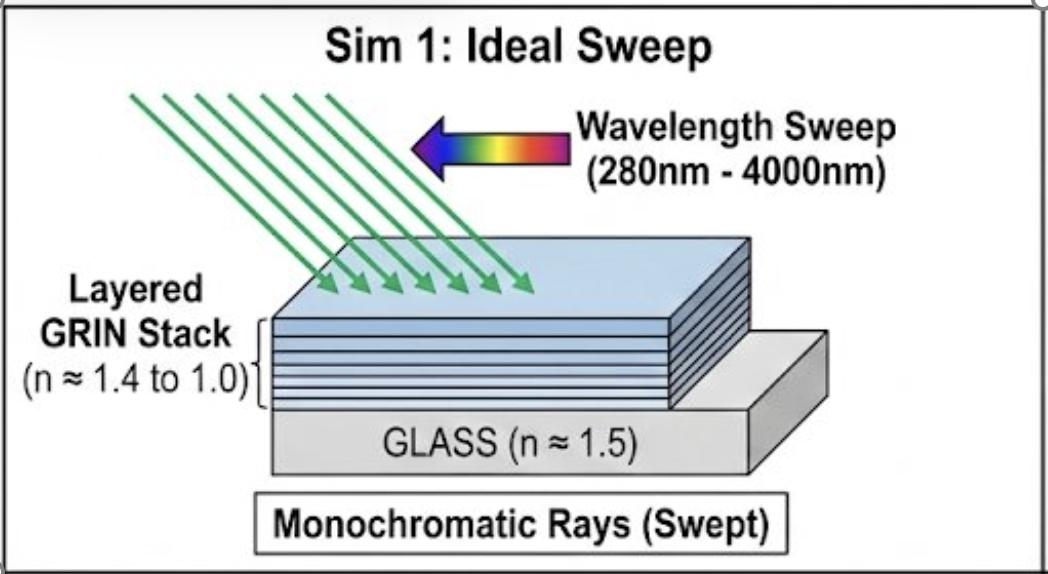 Sim 1: Ideal Sweep
Wavelength Sweep
(280nm - 4000nm)
Layered
GRIN Stack
(n ≈ 1.4 to 1.0)
GLASS (n ≈ 1.5)
Monochromatic Rays (Swept)